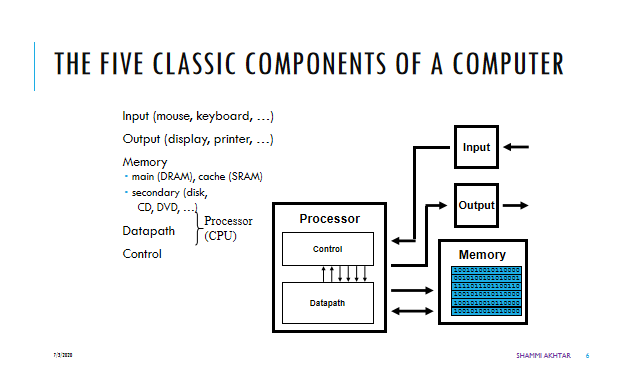 THE FIVE CLASSIC COMPONENTS OF A COMPUTER
Input (mouse, keyboard, …)
Output (display, printer, …)
Memory
• main (DRAM), cache (SRAM)
• secondary (disk,
CD, DVD, …)
Datapath
Control
Processor
(CPU)
Processor
Control
Datapath
Input
Output
Memory
1001010010110000
0010100101010001
1111011101100110
1001010010110000
1001010010110000
1001010010110000
7/3/2020
SHAMMI AKHTAR
6